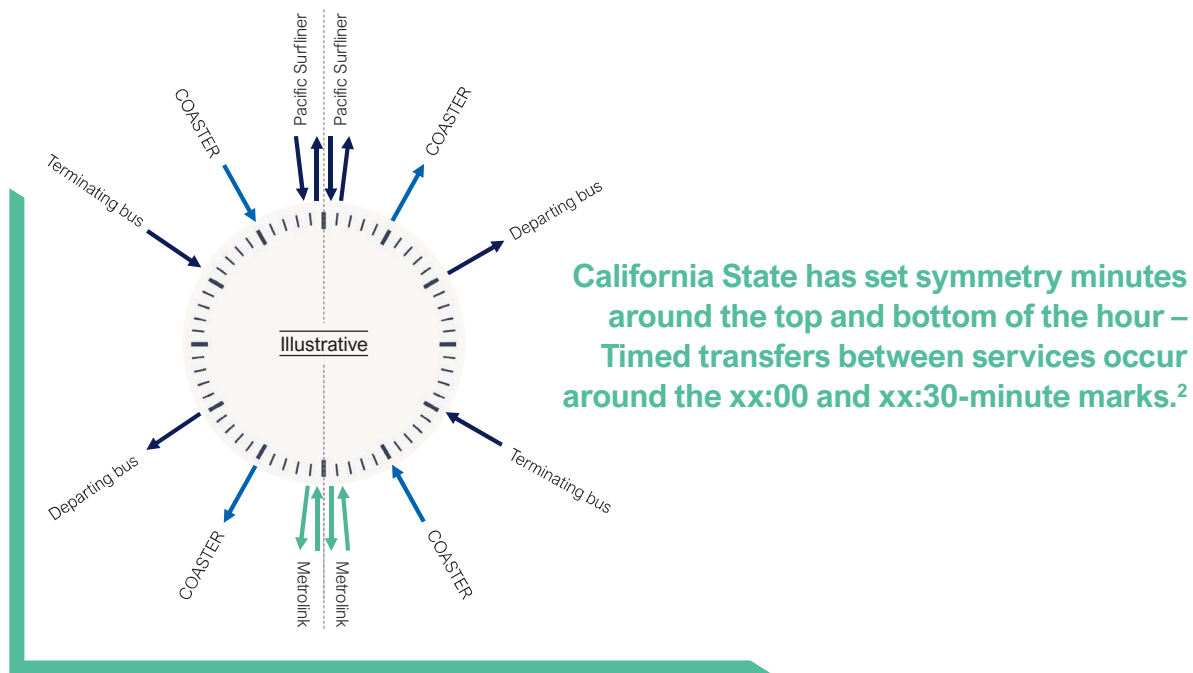 Pacific Surfliner
Pacific Surfliner
COASTER
COASTER
Terminating bus
Departing bus
Illustrative
California State has set symmetry minutes
around the top and bottom of the hour –
Timed transfers between services occur
around the xx:00 and xx:30-minute marks.²
Departing bus
Terminating bus
COASTER
COASTER
Metrolink
Metrolink